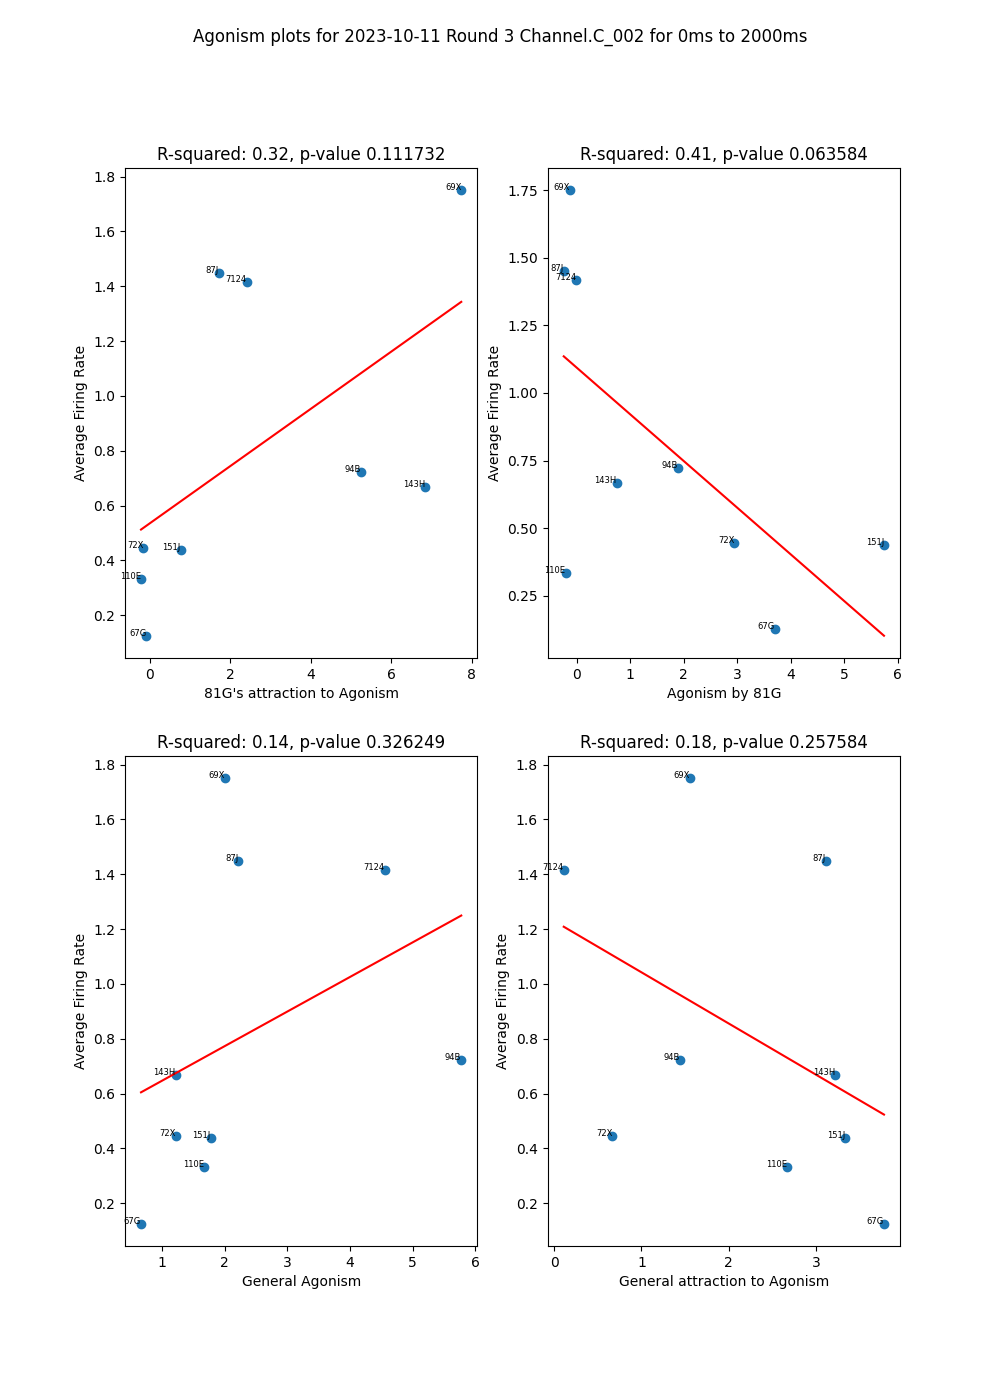 Agonism plots for 2023-10-11 Round 3 Channel.C_002 for 0ms to 2000ms
R-squared: 0.32, p-value 0.111732
1.8
1.6
1.4
1.2
1.0
0.8
0.6
0.4
0.2
Average Firing Rate
69X
87J
7124
94B
143H
72X
151J
110E
67G
0
2
4
6
8
81G's attraction to Agonism
R-squared: 0.41, p-value 0.063584
1.75
1.50
1.25
1.00
0.75
0.50
0.25
Average Firing Rate
69X
87J
7124
94B
143H
72X
151J
110E
67G
0
1
2
3
4
5
6
Agonism by 81G
R-squared: 0.14, p-value 0.326249
1.8
1.6
1.4
1.2
1.0
0.8
0.6
0.4
0.2
Average Firing Rate
69X
87J
7124
94B
143H
72X
151J
110E
67G
1
2
3
4
5
6
General Agonism
R-squared: 0.18, p-value 0.257584
1.8
1.6
1.4
1.2
1.0
0.8
0.6
0.4
0.2
Average Firing Rate
69X
87J
7124
94B
143H
72X
151J
110E
67G
0
1
2
3
General attraction to Agonism